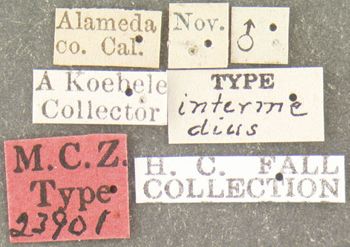 Alameda
co. Cal.
Nov.
♂
A Koebele
Collector
TYPE
interme
dius
M.C.Z.
Type
23901
H. C. FALL
COLLECTION